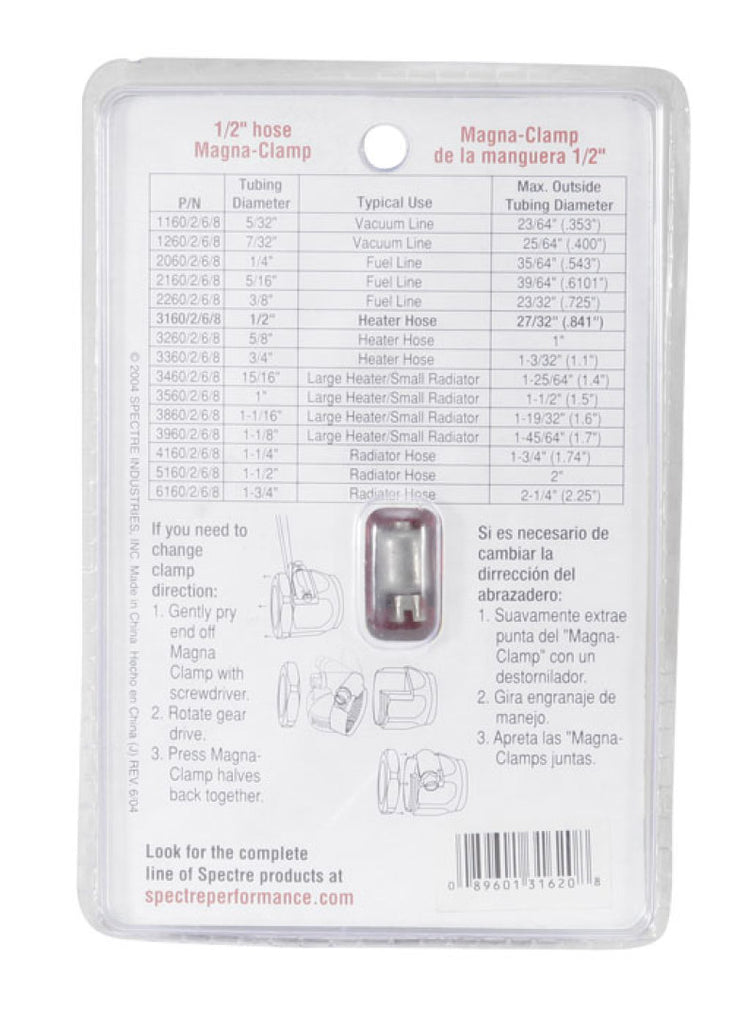 1/2" hose
Magna-Clamp
Magna-Clamp
de la manguera 1/2"
P/N Tubing Diameter Typical Use Max. Outside Tubing Diameter
1160/2/6/8 5/32" Vacuum Line 23/64" (.353")
1260/2/6/8 7/32" Vacuum Line 25/64" (.400")
2060/2/6/8 1/4" Fuel Line 35/64" (.543")
2160/2/6/8 5/16" Fuel Line 39/64" (.6101")
2260/2/6/8 3/8" Fuel Line 23/32" (.725")
3160/2/6/8 1/2" Heater Hose 27/32" (.841")
3260/2/6/8 5/8" Heater Hose 1"
3360/2/6/8 3/4" Heater Hose 1-3/32" (1.1")
3460/2/6/8 15/16" Large Heater/Small Radiator 1-25/64" (1.4")
3560/2/6/8 1" Large Heater/Small Radiator 1-1/2" (1.5")
3860/2/6/8 1-1/16" Large Heater/Small Radiator 1-19/32" (1.6")
3960/2/6/8 1-1/8" Large Heater/Small Radiator 1-45/64" (1.7")
4160/2/6/8 1-1/4" Radiator Hose 1-3/4" (1.74")
5160/2/6/8 1-1/2" Radiator Hose 2"
6160/2/6/8 1-3/4" Radiator Hose 2-1/4" (2.25")
© 2004 SPECTRE INDUSTRIES, INC Made in China Hecho en China (J) REV. 6/04
If you need to
change
clamp
direction:
1. Gently pry
end off
Magna
Clamp with
screwdriver.
2. Rotate gear
drive.
3. Press Magna-
Clamp halves
back together.
Si es necesario de
cambiar la
dirrección del
abrazadero:
1. Suavamente extrae
punta del "Magna-
Clamp" con un
destornilador.
2. Gira engranaje de
manejo.
3. Apreta las "Magna-
Clamps juntas.
Look for the complete
line of Spectre products at
spectreperformance.com
0 89601 31620 8